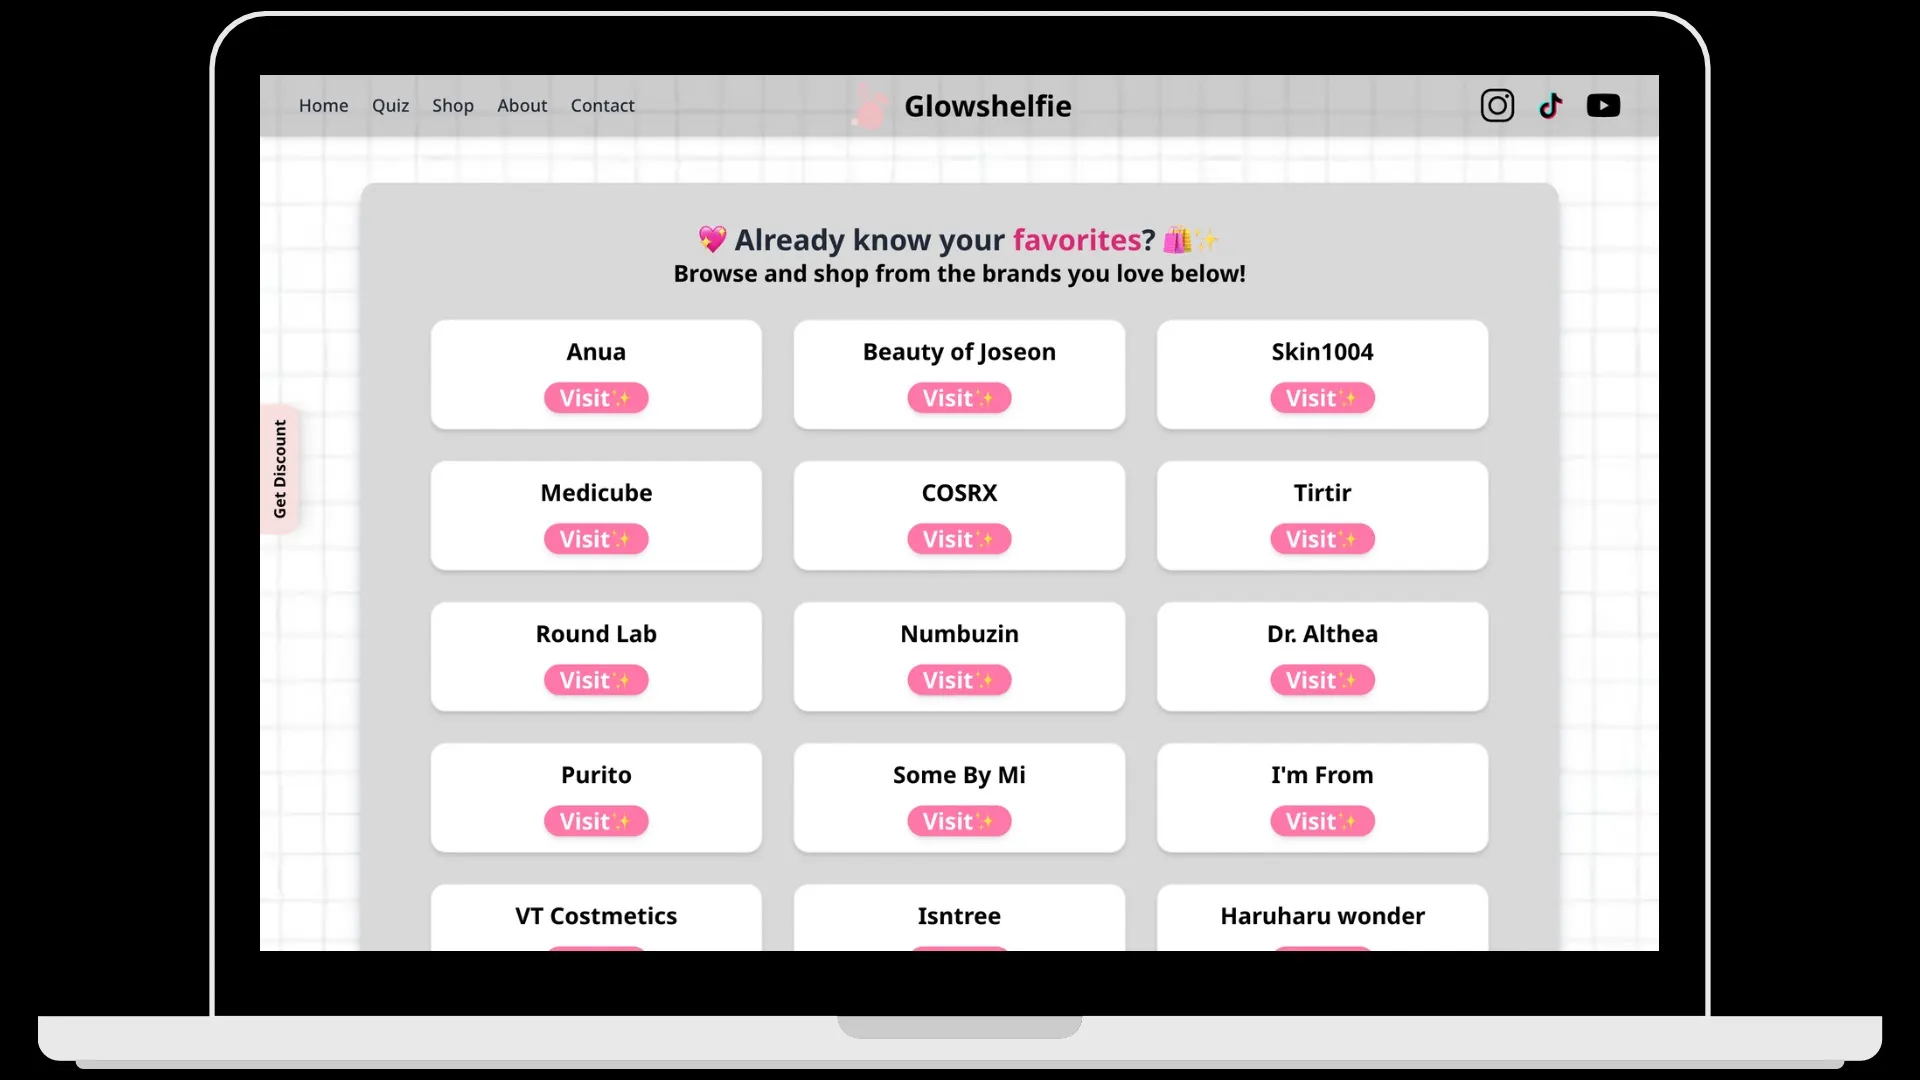 Home Quiz Shop About Contact Glowshelfie
💖 Already know your favorites? 🛍️✨
Browse and shop from the brands you love below!
Anua Beauty of Joseon Skin1004
Visit✨ Visit✨ Visit✨
Get Discount
Medicube COSRX Tirtir
Visit✨ Visit✨ Visit✨
Round Lab Numbuzin Dr. Althea
Visit✨ Visit✨ Visit✨
Purito Some By Mi I'm From
Visit✨ Visit✨ Visit✨
VT Costmetics Isntree Haruharu wonder